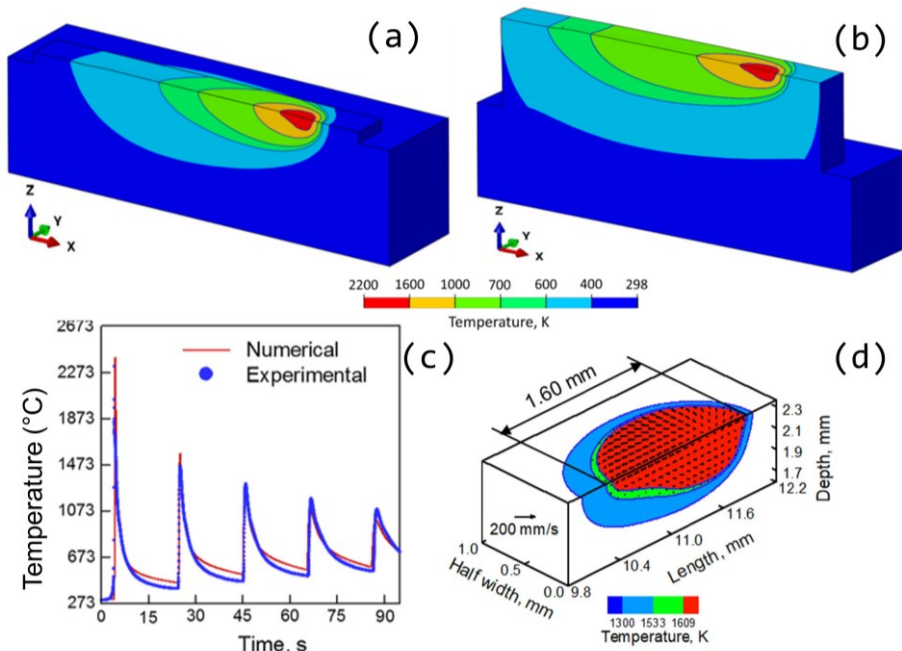 (a)
Z
Y
X
(b)
Z
Y
X
2200 1600 1000 700 600 400 298
Temperature, K
(c)
2673
2273
1873
1473
1073
673
273
Temperature (°C)
Numerical
Experimental
0 15 30 45 60 75 90
Time, s
(d)
1.60 mm
200 mm/s
2.3
2.1
1.9
1.7
Depth, mm
12.2
11.6
11.0
10.4
9.8
Length, mm
1.0
0.5
0.0
Half width, mm
1300 1533 1609
Temperature, K